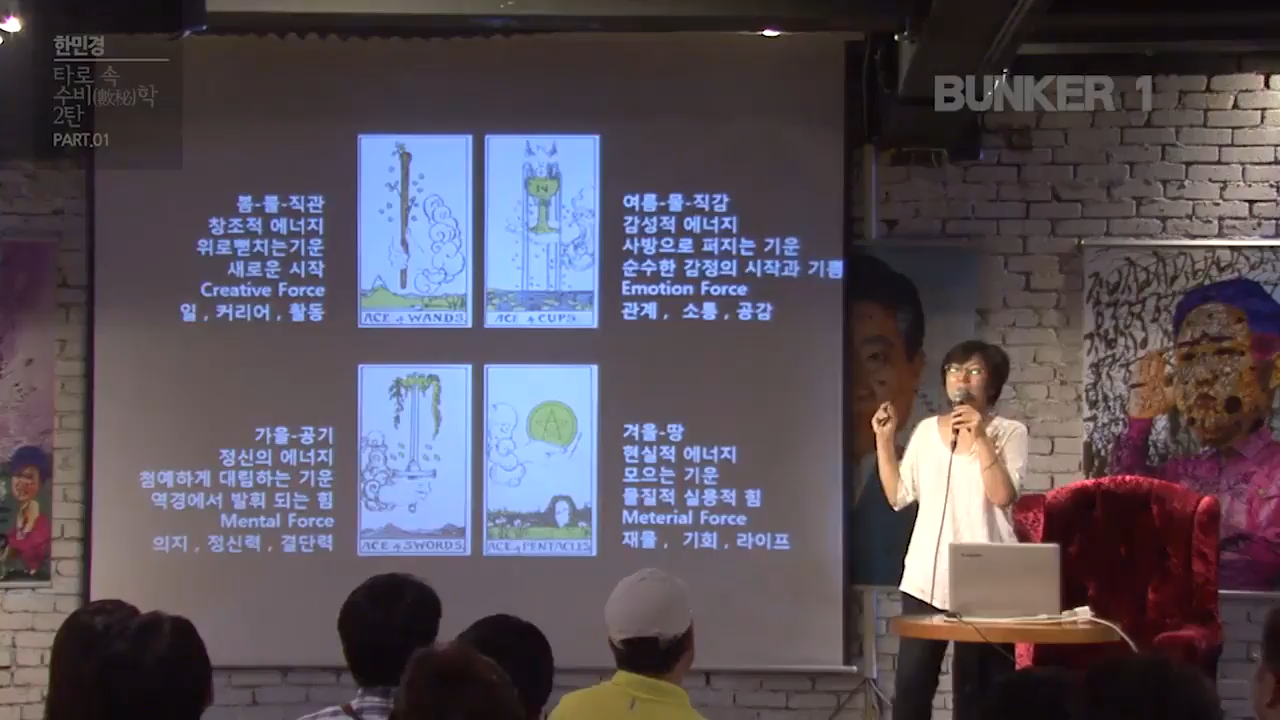 한민경
타로 속
수비(數秘)학
2탄
PART.01
BUNKER 1
봄-불-직관
창조적 에너지
위로뻗치는기운
새로운 시작
Creative Force
일 , 커리어 , 활동
ACE of WANDS.
ACE of CUPS.
여름-물-직감
감성적 에너지
사방으로 퍼지는 기운
순수한 감정의 시작과 기쁨
Emotion Force
관계 , 소통 , 공감
가을-공기
정신의 에너지
첨예하게 대립하는 기운
역경에서 발휘 되는 힘
Mental Force
의지 , 정신력 , 결단력
ACE of SWORDS.
ACE of PENTACLES.
겨울-땅
현실적 에너지
모으는 기운
물질적 실용적 힘
Meterial Force
재물 , 기회 , 라이프